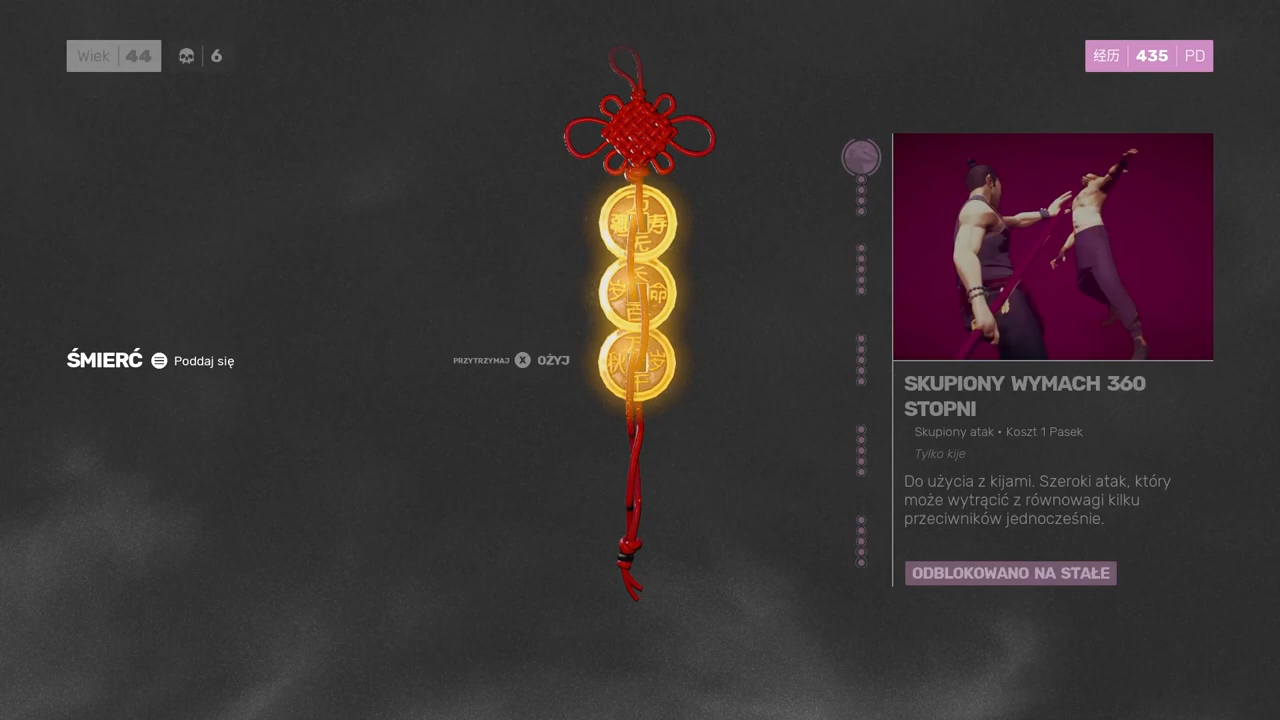 Wiek 44 6
经历 435 PD
ŚMIERĆ Poddaj się
PRZYTRZYMAJ X OŻYJ
SKUPIONY WYMACH 360
STOPNI
Skupiony atak • Koszt 1 Pasek
Tylko kije
Do użycia z kijami. Szeroki atak, który
może wytrącić z równowagi kilku
przeciwników jednocześnie.
ODBLOKOWANO NA STAŁE